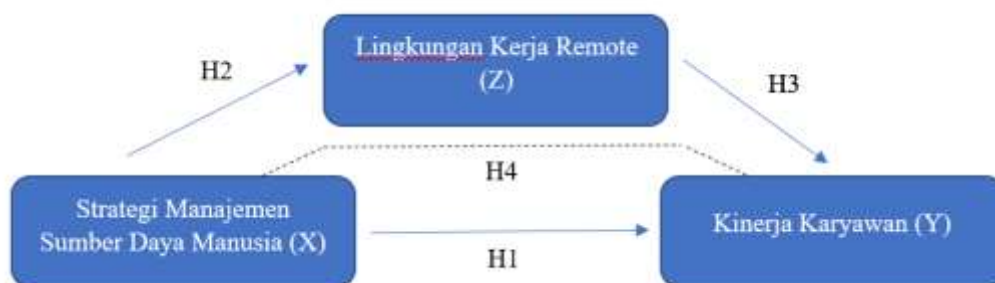 Lingkungan Kerja Remote
(Z)
H2
H3
H4
Strategi Manajemen
Sumber Daya Manusia (X)
Kinerja Karyawan (Y)
H1